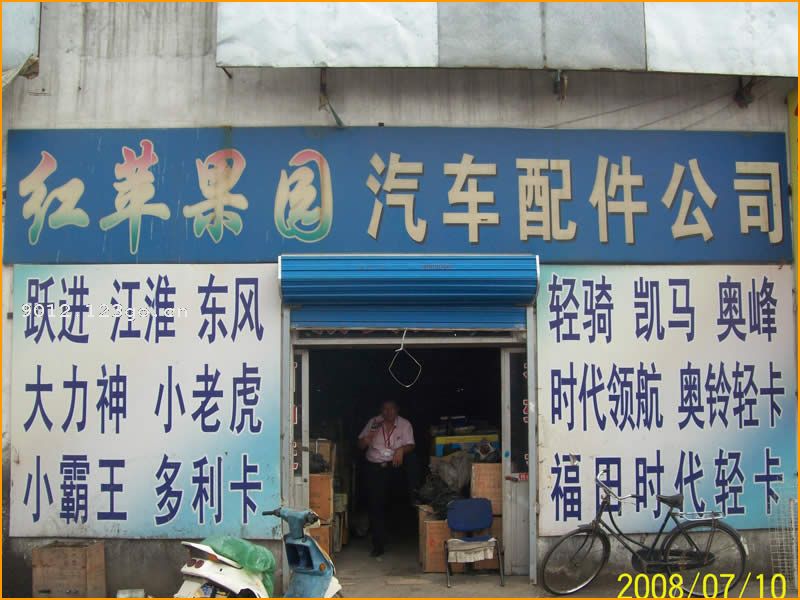 红苹果园 汽车配件公司
跃进 江淮 东风
大力神 小老虎
小霸王 多利卡
轻骑 凯马 奥峰
时代领航 奥铃轻卡
福田时代轻卡
9012.123go.cn
2008/07/10